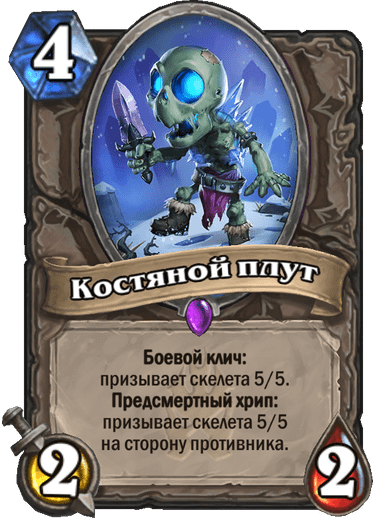 4
Костяной плут
Боевой клич:
призывает скелета 5/5.
Предсмертный хрип:
призывает скелета 5/5
на сторону противника.
2
2